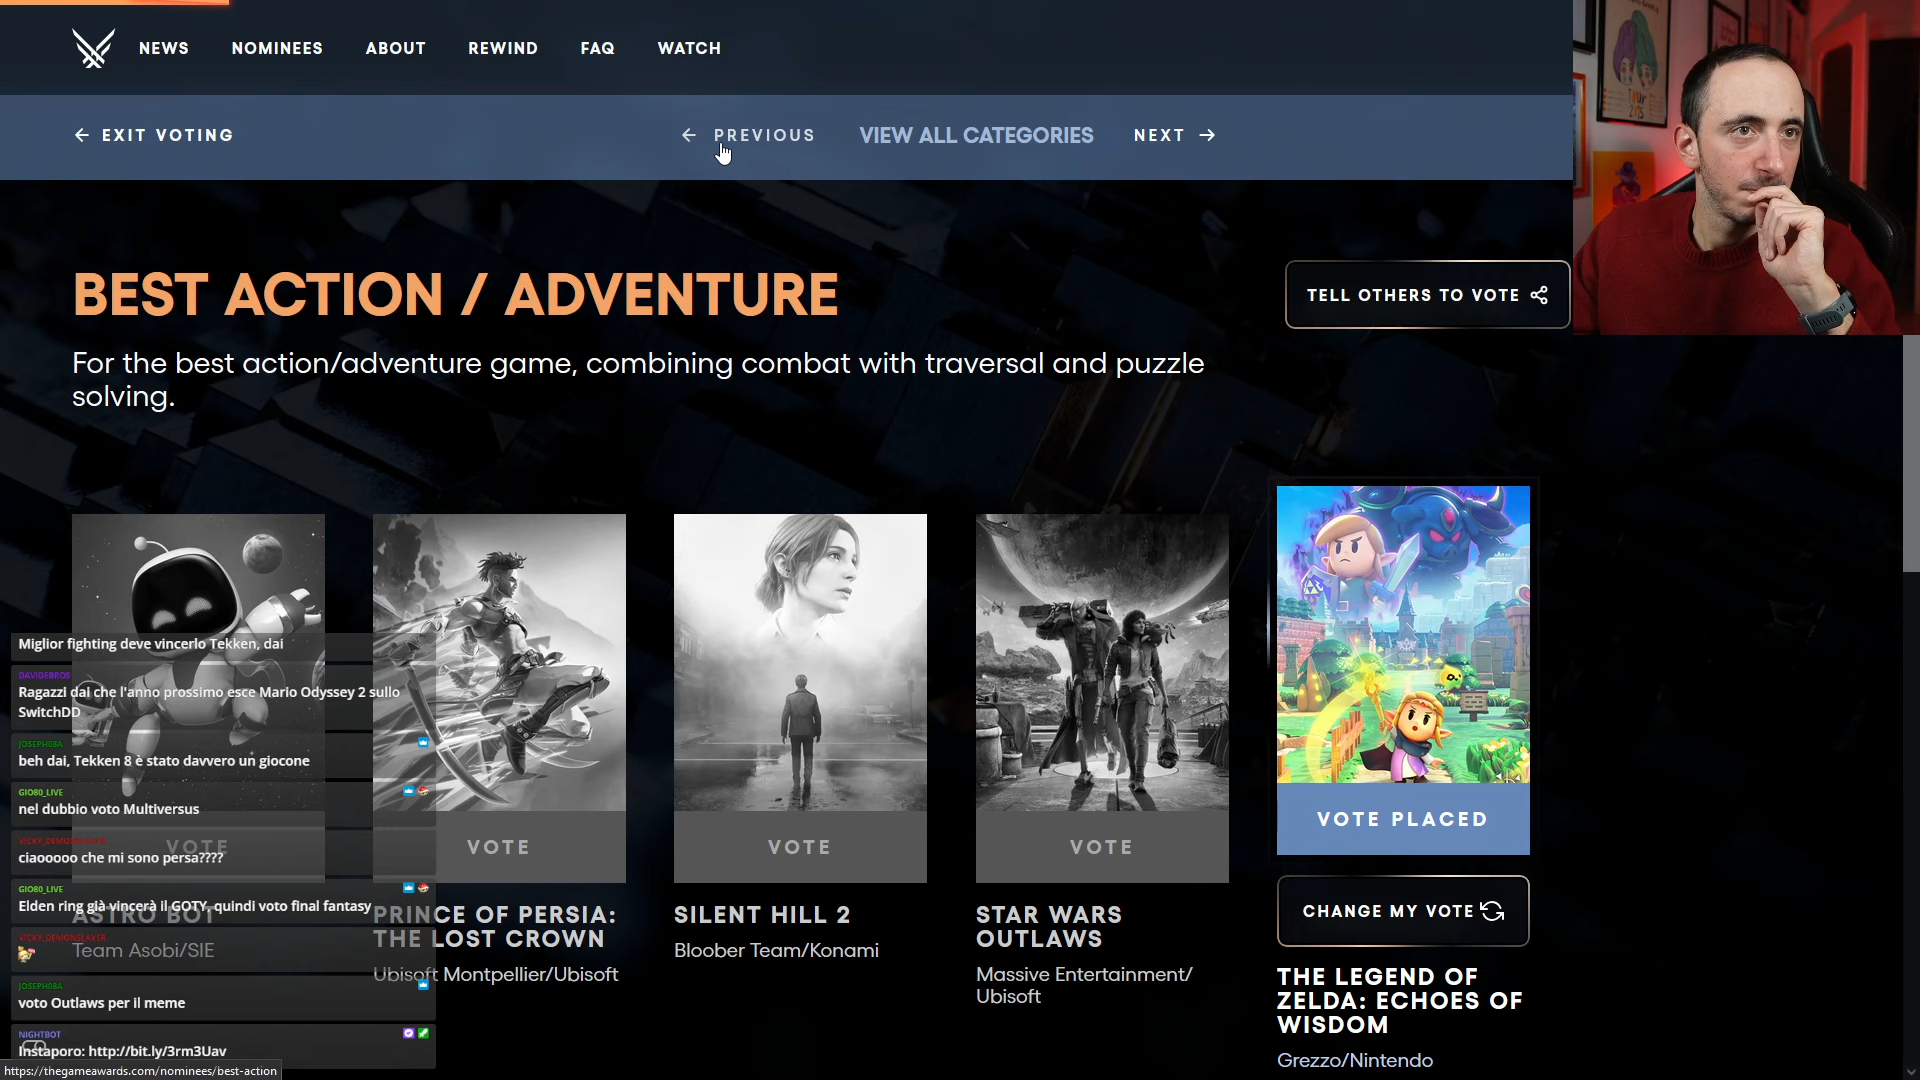 NEWS
NOMINEES
ABOUT
REWIND
FAQ
WATCH
EXIT VOTING
PREVIOUS
VIEW ALL CATEGORIES
NEXT
BEST ACTION / ADVENTURE
TELL OTHERS TO VOTE
For the best action/adventure game, combining combat with traversal and puzzle
solving.
VOTE
ASTRO BOT
Team Asobi/SIE
VOTE
PRINCE OF PERSIA:
THE LOST CROWN
Ubisoft Montpellier/Ubisoft
VOTE
SILENT HILL 2
Bloober Team/Konami
VOTE
STAR WARS
OUTLAWS
Massive Entertainment/
Ubisoft
VOTE PLACED
CHANGE MY VOTE
THE LEGEND OF
ZELDA: ECHOES OF
WISDOM
Grezzo/Nintendo
Miglior fighting deve vincerlo Tekken, dai
DAVIDEBROS
Ragazzi dai che l'anno prossimo esce Mario Odyssey 2 sullo
SwitchDD
JOSEPH08A
beh dai, Tekken 8 è stato davvero un giocone
GIO80_LIVE
nel dubbio voto Multiversus
VICKY_DEMONSLAYER
ciaooooo che mi sono persa????
GIO80_LIVE
Elden ring già vincerà il GOTY, quindi voto final fantasy
VICKY_DEMONSLAYER
JOSEPH08A
voto Outlaws per il meme
NIGHTBOT
Instaporo: http://bit.ly/3rm3Uav
https://thegameawards.com/nominees/best-action